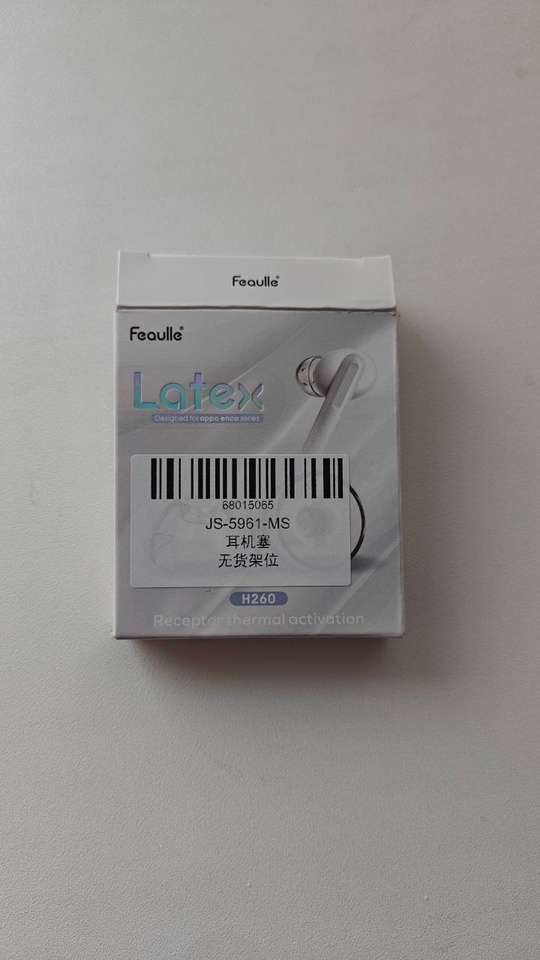 Feaulle®
Feaulle®
Latex
Designed for oppo enco series
68015065
JS-5961-MS
耳机塞
无货架位
H260
Receptor thermal activation